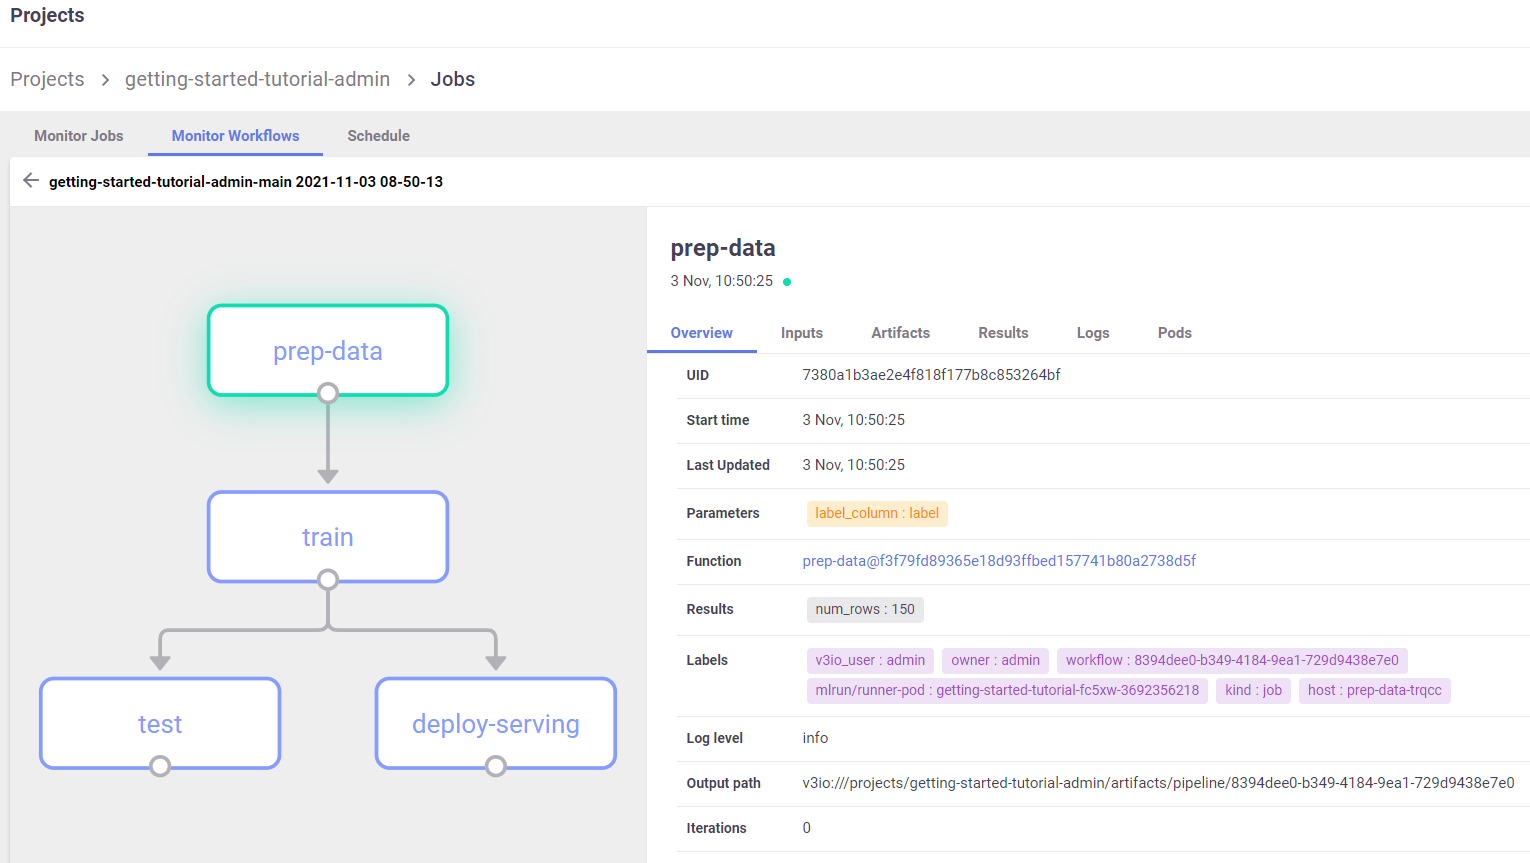 Projects
Projects > getting-started-tutorial-admin > Jobs
Monitor Jobs Monitor Workflows Schedule
getting-started-tutorial-admin-main 2021-11-03 08-50-13
prep-data
train
test deploy-serving
prep-data
3 Nov, 10:50:25
Overview Inputs Artifacts Results Logs Pods
UID 7380a1b3ae2e4f818f177b8c853264bf
Start time 3 Nov, 10:50:25
Last Updated 3 Nov, 10:50:25
Parameters label_column : label
Function prep-data@f3f79fd89365e18d93ffbed157741b80a2738d5f
Results num_rows : 150
Labels v3io_user : admin owner : admin workflow : 8394dee0-b349-4184-9ea1-729d9438e7e0
mlrun/runner-pod : getting-started-tutorial-fc5xw-3692356218 kind : job host : prep-data-trqcc
Log level info
Output path v3io:///projects/getting-started-tutorial-admin/artifacts/pipeline/8394dee0-b349-4184-9ea1-729d9438e7e0
Iterations 0